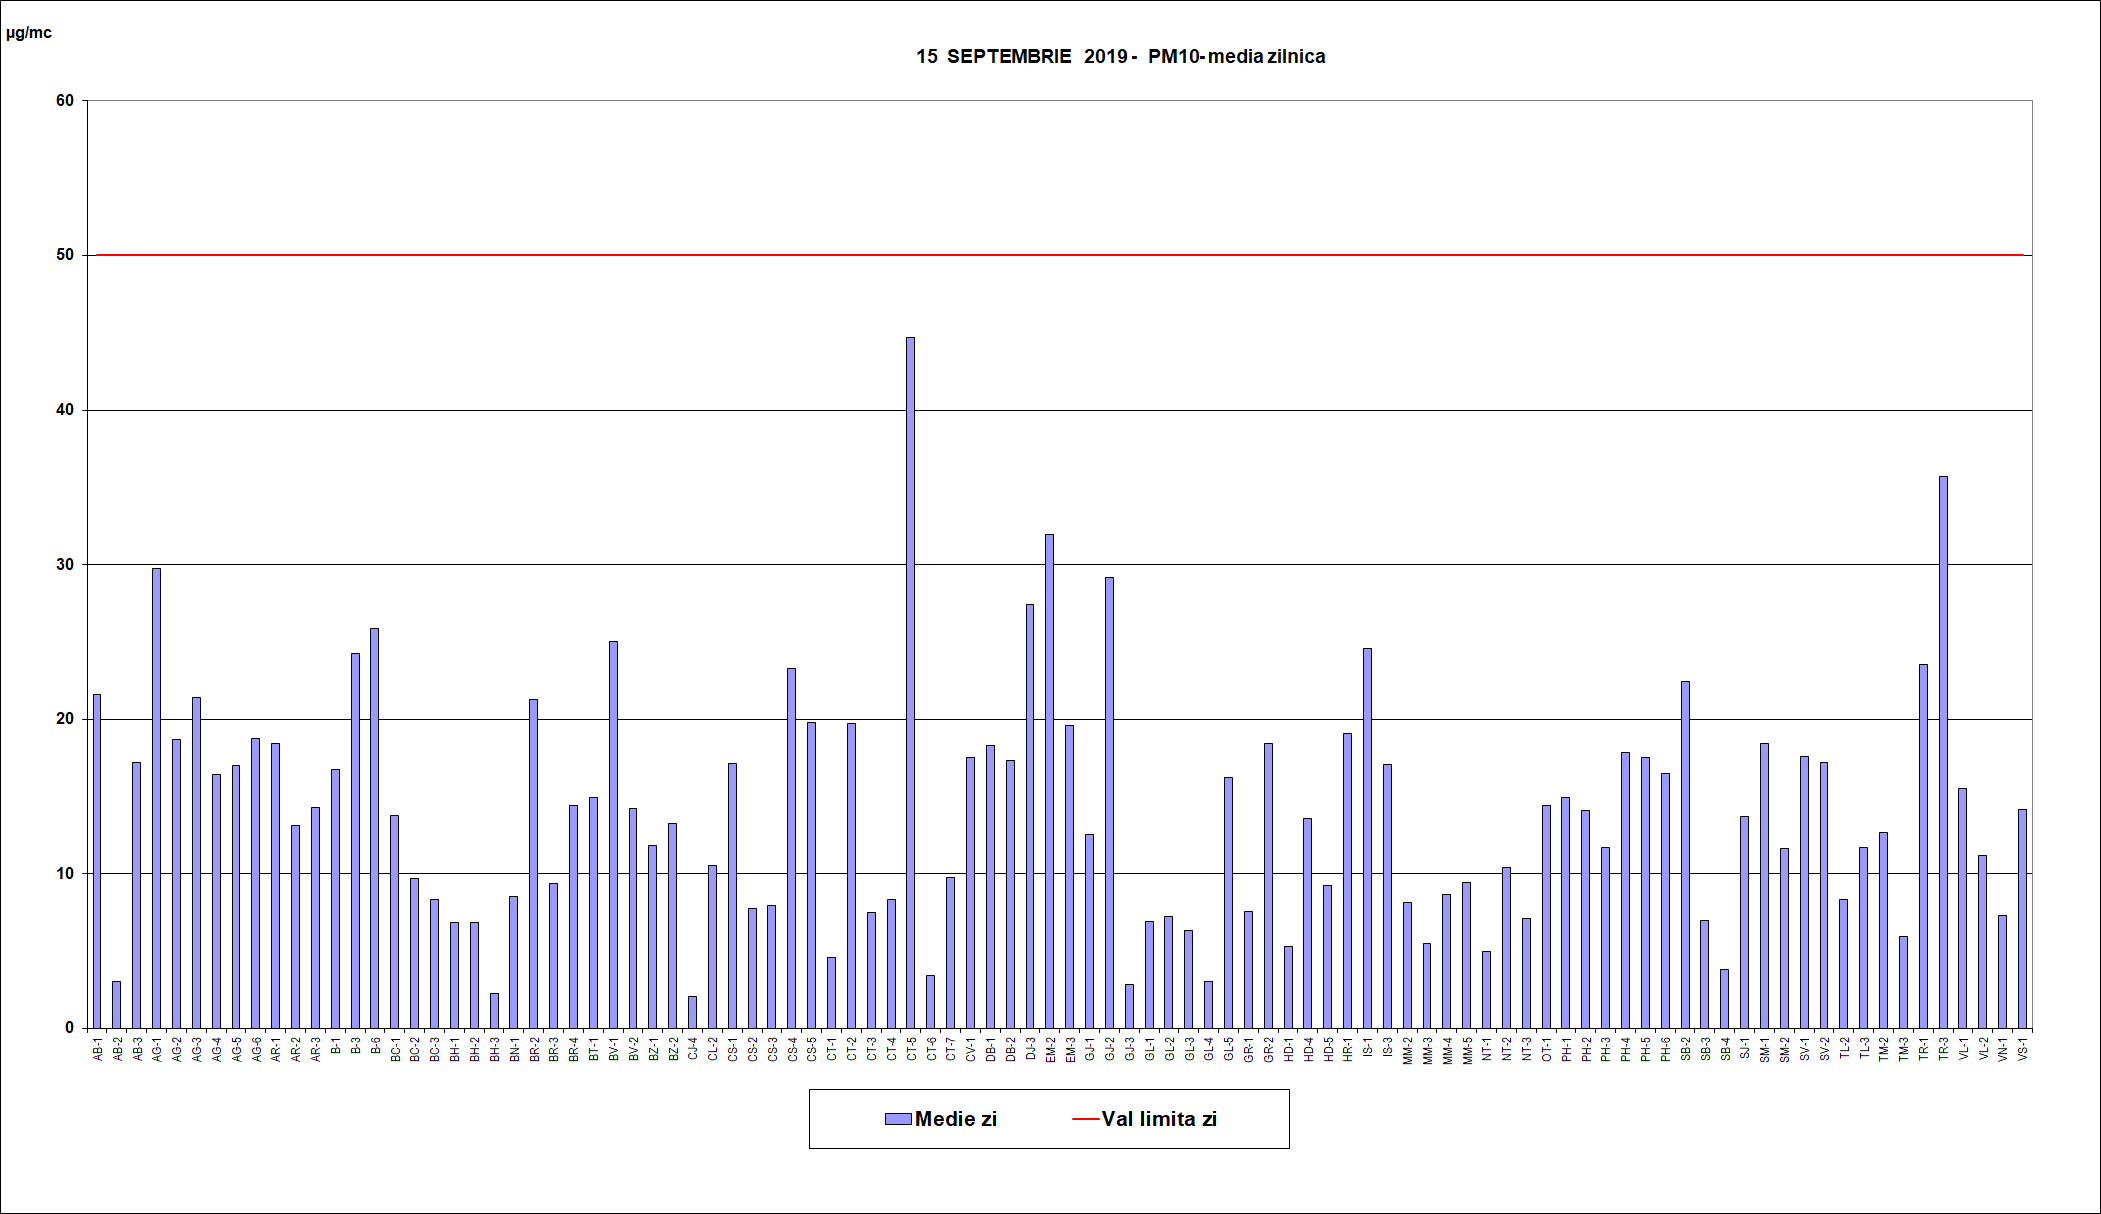 µg/mc
15 SEPTEMBRIE 2019 - PM10- media zilnica
60
50
40
30
20
10
0
AB-1 AB-2 AB-3 AG-1 AG-2 AG-3 AG-4 AG-5 AG-6 AR-1 AR-2 AR-3 B-1 B-3 B-6 BC-1 BC-2 BC-3 BH-1 BH-2 BH-3 BN-1 BR-2 BR-3 BR-4 BT-1 BV-1 BV-2 BZ-1 BZ-2 CJ-4 CL-2 CS-1 CS-2 CS-3 CS-4 CS-5 CT-1 CT-2 CT-3 CT-4 CT-5 CT-6 CT-7 CV-1 DB-1 DB-2 DJ-3 EM-2 EM-3 GJ-1 GJ-2 GJ-3 GL-1 GL-2 GL-3 GL-4 GL-5 GR-1 GR-2 HD-1 HD-4 HD-5 HR-1 IS-1 IS-3 MM-2 MM-3 MM-4 MM-5 NT-1 NT-2 NT-3 OT-1 PH-1 PH-2 PH-3 PH-4 PH-5 PH-6 SB-2 SB-3 SB-4 SJ-1 SM-1 SM-2 SV-1 SV-2 TL-2 TL-3 TM-2 TM-3 TR-1 TR-3 VL-1 VL-2 VN-1 VS-1
Medie zi Val limita zi